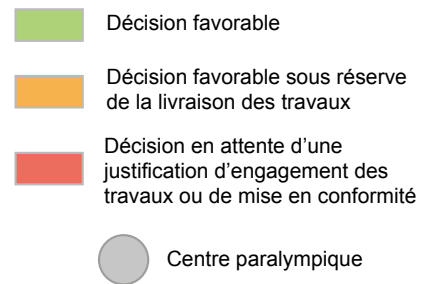 Décision favorable
Décision favorable sous réserve
de la livraison des travaux
Décision en attente d’une
justification d’engagement des
travaux ou de mise en conformité
Centre paralympique